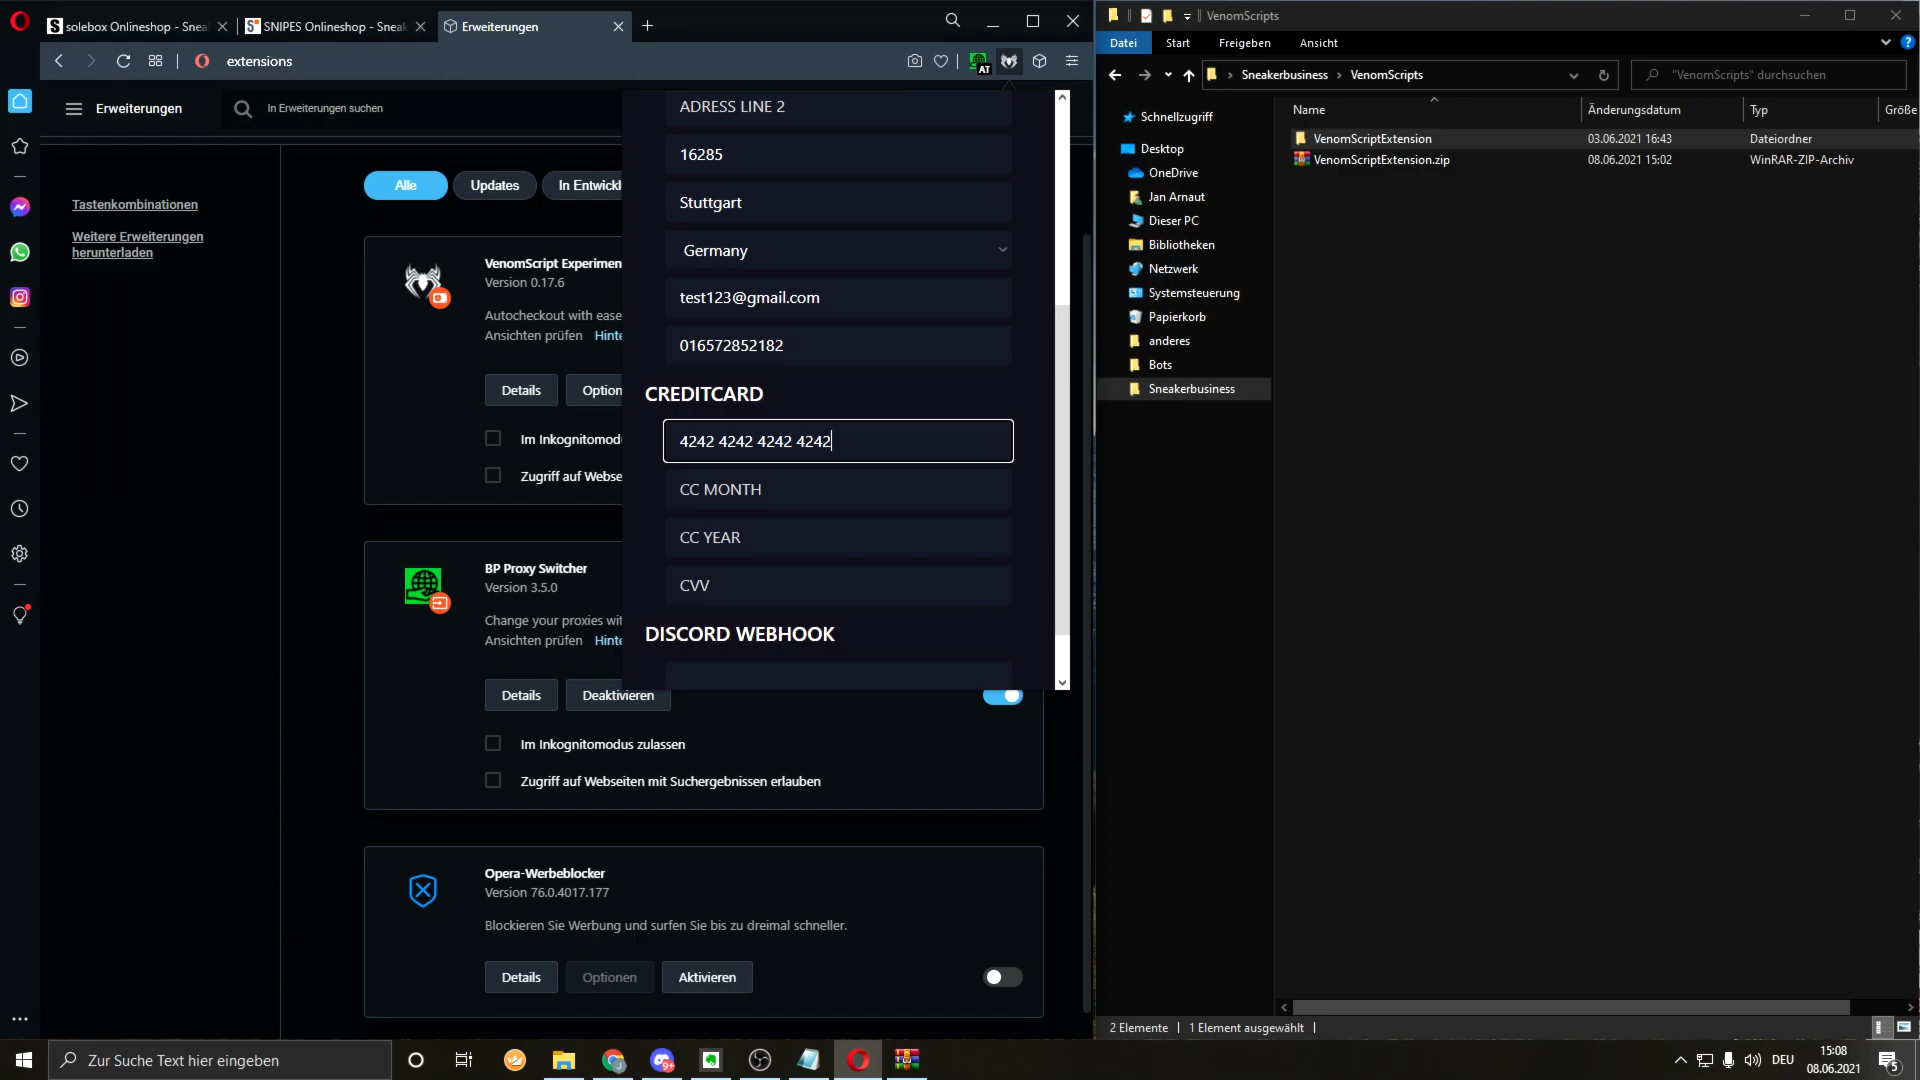 solebox Onlineshop - Snea
SNIPES Onlineshop - Sneak
Erweiterungen
extensions
AT
Erweiterungen
In Erweiterungen suchen
Tastenkombinationen
Weitere Erweiterungen
herunterladen
Alle
Updates
In Entwickl
VenomScript Experimen
Version 0.17.6
Autocheckout with ease
Ansichten prüfen Hinte
Details
Option
Im Inkognitomodu
Zugriff auf Webse
BP Proxy Switcher
Version 3.5.0
Change your proxies wit
Ansichten prüfen Hinte
Details
Deaktivieren
Im Inkognitomodus zulassen
Zugriff auf Webseiten mit Suchergebnissen erlauben
Opera-Werbeblocker
Version 76.0.4017.177
Blockieren Sie Werbung und surfen Sie bis zu dreimal schneller.
Details
Optionen
Aktivieren
ADRESS LINE 2
16285
Stuttgart
Germany
test123@gmail.com
016572852182
CREDITCARD
4242 4242 4242 4242
CC MONTH
CC YEAR
CVV
DISCORD WEBHOOK
VenomScripts
Datei
Start
Freigeben
Ansicht
Sneakerbusiness
VenomScripts
"VenomScripts" durchsuchen
Name
Änderungsdatum
Typ
Größe
Schnellzugriff
Desktop
OneDrive
Jan Arnaut
Dieser PC
Bibliotheken
Netzwerk
Systemsteuerung
Papierkorb
anderes
Bots
Sneakerbusiness
VenomScriptExtension 03.06.2021 16:43 Dateiordner
VenomScriptExtension.zip 08.06.2021 15:02 WinRAR-ZIP-Archiv
2 Elemente
1 Element ausgewählt
Zur Suche Text hier eingeben
DEU
15:08
08.06.2021
5